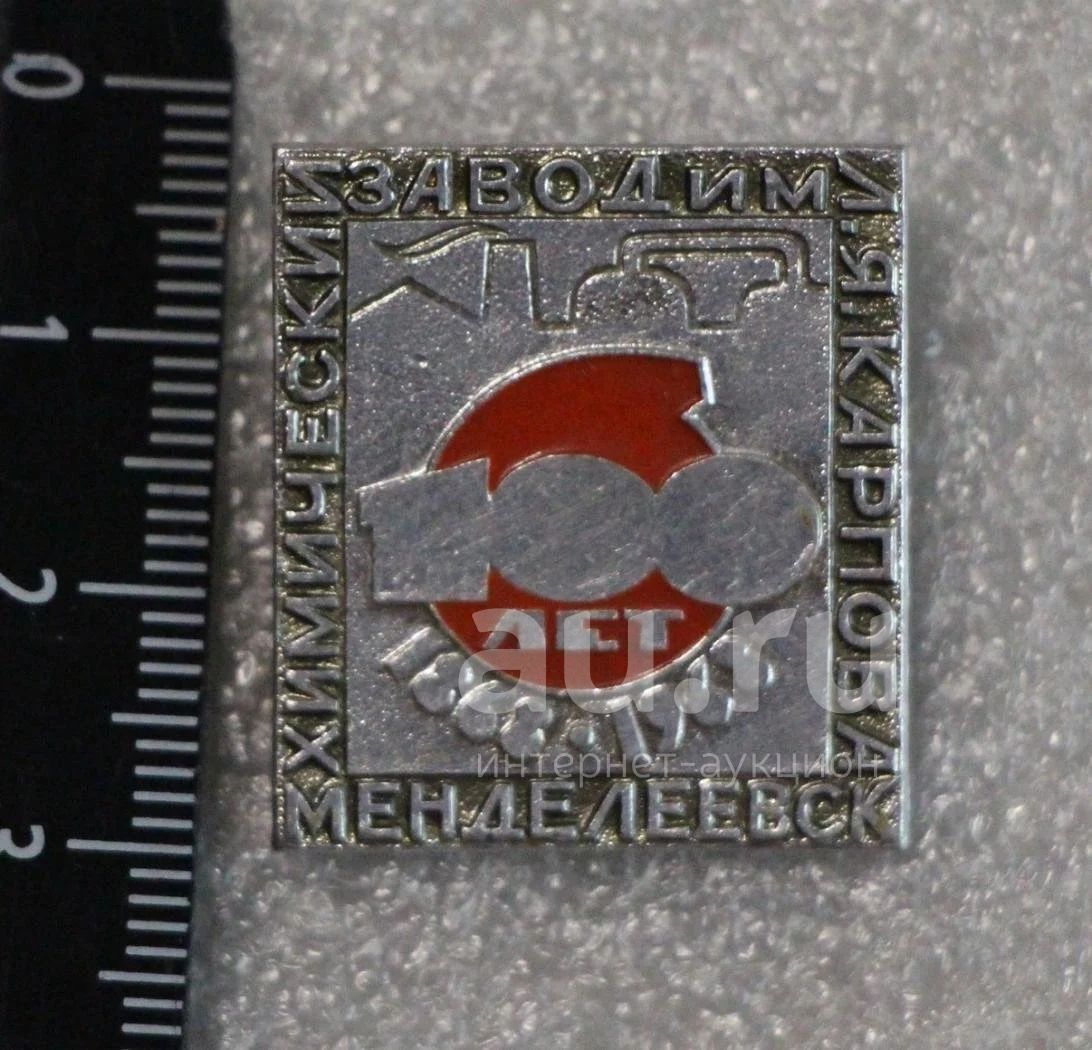 ХИМИЧЕСКИЙ
ЗАВОД им
Л.Я КАРПОВА
100
ЛЕТ
МЕНДЕЛЕЕВСК
au.ru
интернет-аукцион
0
1
2
3